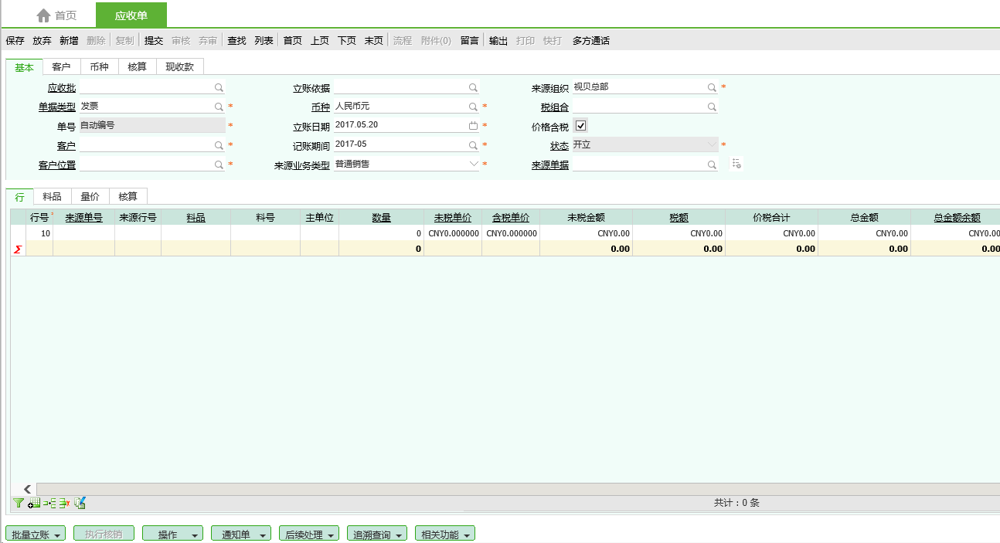 首页 应收单
保存 放弃 新增 删除 复制 提交 审核 弃审 查找 列表 首页 上页 下页 末页 流程 附件(0) 留言 输出 打印 快打 多方通话
基本 客户 币种 核算 现收款
应收批 立账依据 来源组织 视贝总部 *
单据类型 发票 * 币种 人民币元 * 税组合
单号 自动编号 * 立账日期 2017.05.20 * 价格含税
客户 * 记账期间 2017-05 * 状态 开立 *
客户位置 * 来源业务类型 普通销售 * 来源单据
行 料品 量价 核算
行号 * 来源单号 来源行号 料品 料号 主单位 数量 未税单价 含税单价 未税金额 税额 价税合计 总金额 总金额余额
10 0 CNY0.000000 CNY0.000000 CNY0.00 CNY0.00 CNY0.00 CNY0.00 CNY0.00
Σ 0 0.00 0.00 0.00 0.00 0.00
共计：0 条
批量立账 执行核销 操作 通知单 后续处理 追溯查询 相关功能